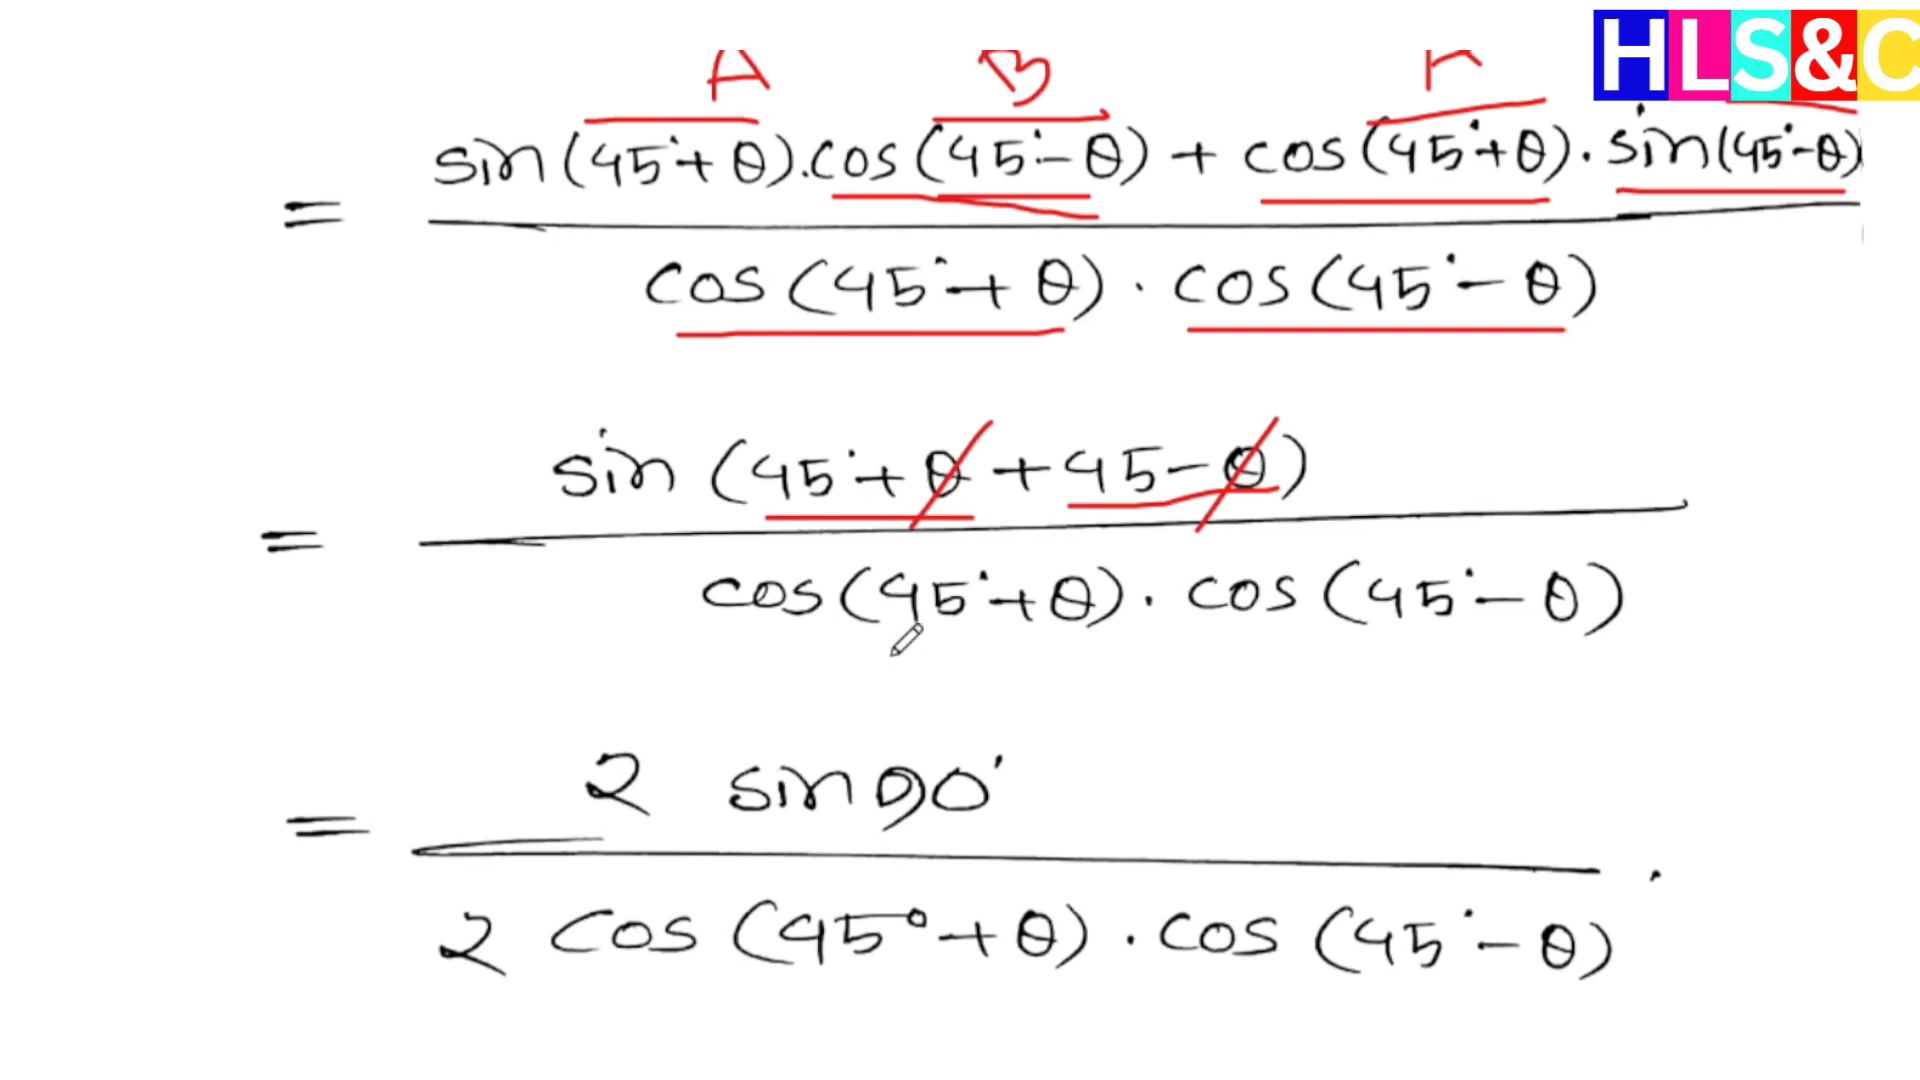 HLS&C
A B
= sin(45°+θ).cos(45°-θ) + cos(45°+θ).sin(45°-θ)
cos(45°+θ) . cos(45°-θ)
= sin (45°+θ+45-θ)
cos(45°+θ) . cos(45°-θ)
= 2 sin90°
2 cos(45°+θ) . cos(45°-θ) .